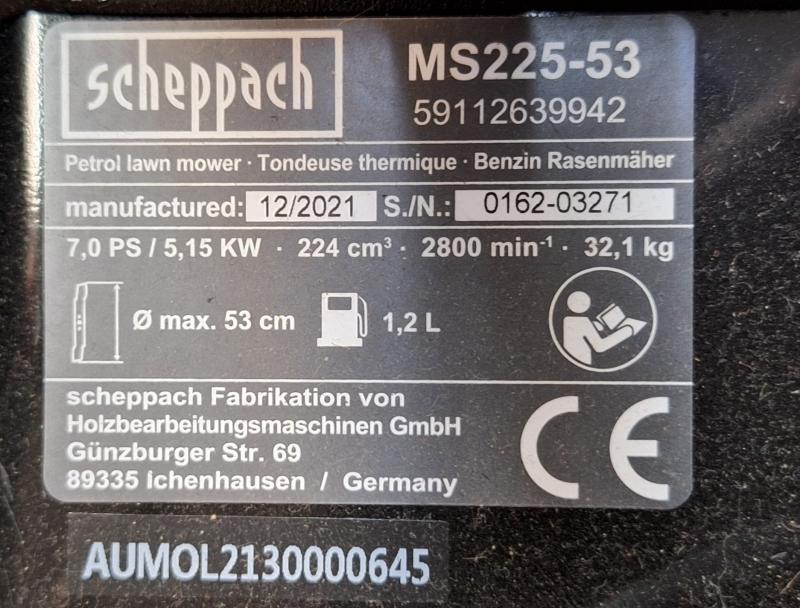 scheppach
MS225-53
59112639942
Petrol lawn mower · Tondeuse thermique · Benzin Rasenmäher
manufactured: 12/2021 S./N.: 0162-03271
7,0 PS / 5,15 KW · 224 cm³ · 2800 min⁻¹ · 32,1 kg
Ø max. 53 cm 1,2 L
scheppach Fabrikation von
Holzbearbeitungsmaschinen GmbH
Günzburger Str. 69
89335 Ichenhausen / Germany
CE
AUMOL2130000645